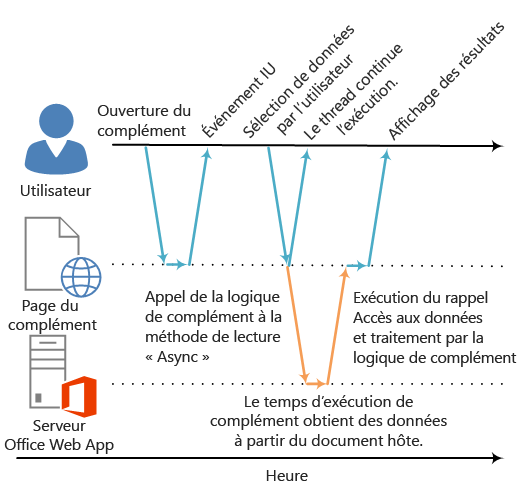 Ouverture du
complément
Événement IU
Sélection de données
par l'utilisateur
Le thread continue
l'exécution.
Affichage des résultats
Utilisateur
Page du
complément
Appel de la logique
de complément à la
méthode de lecture
« Async »
Exécution du rappel
Accès aux données
et traitement par la
logique de complément
Serveur
Office Web App
Le temps d'exécution de
complément obtient des données
à partir du document hôte.
Heure